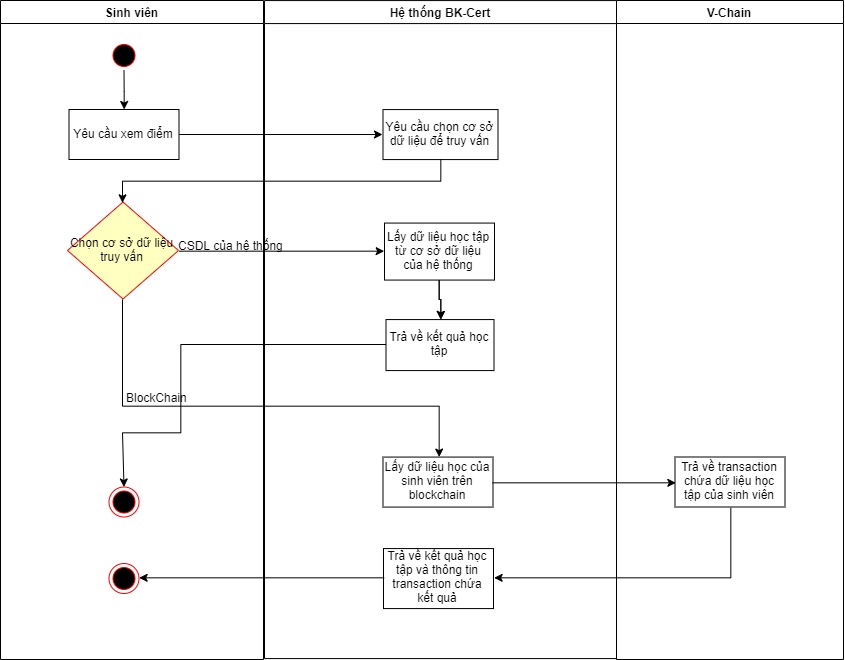 Sinh viên
Hệ thống BK-Cert
V-Chain
Yêu cầu xem điểm
Yêu cầu chọn cơ sở
dữ liệu để truy vấn
Chọn cơ sở dữ liệu
truy vấn
CSDL của hệ thống
Lấy dữ liệu học tập
từ cơ sở dữ liệu
của hệ thống
Trả về kết quả học
tập
BlockChain
Lấy dữ liệu học của
sinh viên trên
blockchain
Trả về transaction
chứa dữ liệu học
tập của sinh viên
Trả về kết quả học
tập và thông tin
transaction chứa
kết quả